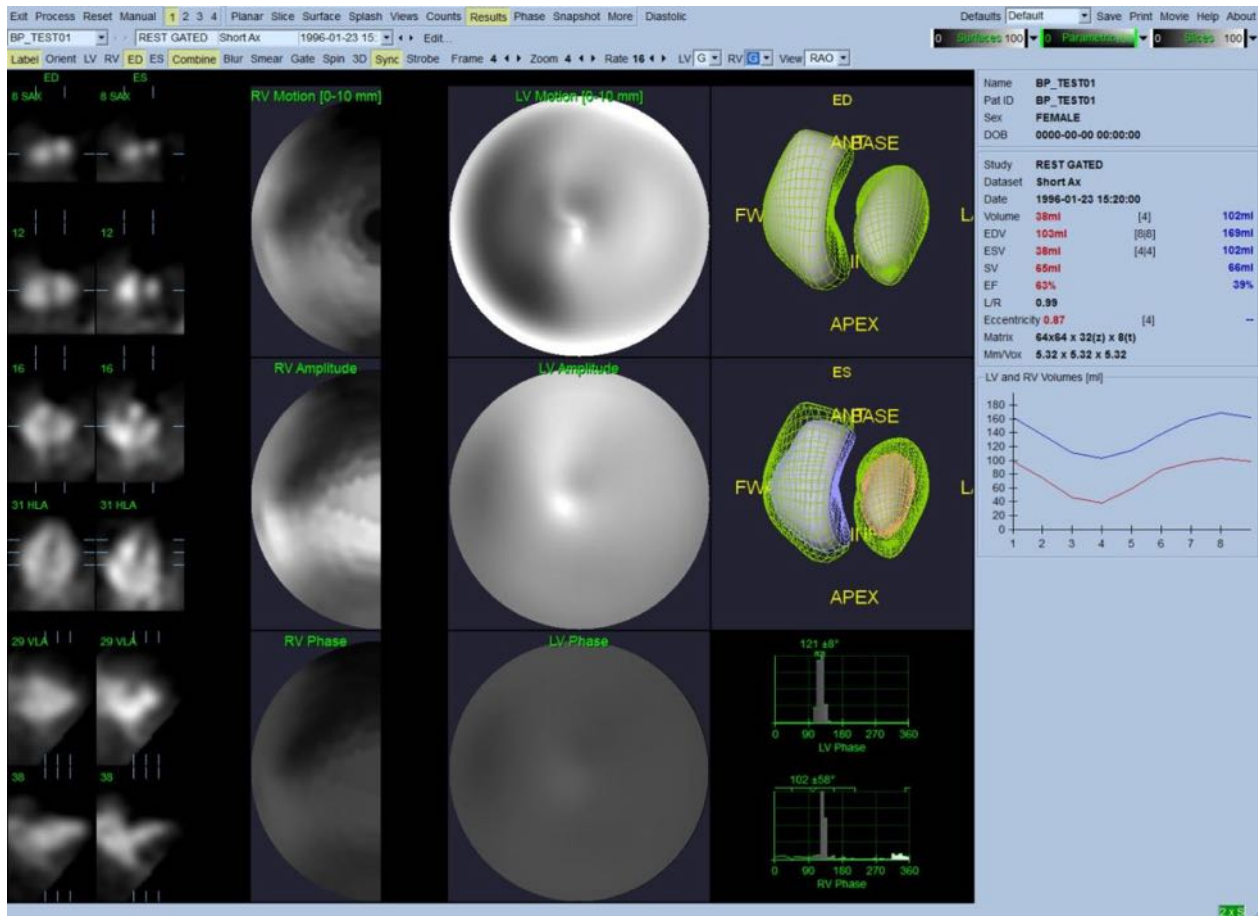 Exit Process Reset Manual 1 2 3 4 Planar Slice Surface Splash Views Counts Results Phase Snapshot More Diastolic Defaults Default Save Print Movie Help About
BP_TEST01 REST GATED Short Ax 1996-01-23 15: Edit... 0 Surfaces 100 0 Parametric 0 Slices 100
Label Orient LV RV ED ES Combine Blur Smear Gate Spin 3D Sync Strobe Frame 4 Zoom 4 Rate 16 LV G RV G View RAO
ED ES
8 SAX 8 SAX
12 12
16 16
31 HLA 31 HLA
29 VLA 29 VLA
38 38
RV Motion [0-10 mm] LV Motion [0-10 mm]
RV Amplitude LV Amplitude
RV Phase LV Phase
ED
ANT BASE
FW
APEX
ES
ANT BASE
FW
APEX
121 ±8°
0 90 180 270 360
LV Phase
102 ±58°
0 90 180 270 360
RV Phase
Name BP_TEST01
Pat ID BP_TEST01
Sex FEMALE
DOB 0000-00-00 00:00:00
Study REST GATED
Dataset Short Ax
Date 1996-01-23 15:20:00
Volume 38ml [4] 102ml
EDV 103ml [8|8] 169ml
ESV 38ml [4|4] 102ml
SV 65ml 66ml
EF 63% 39%
L/R 0.99
Eccentricity 0.87 [4] --
Matrix 64x64 x 32(z) x 8(t)
Mm/Vox 5.32 x 5.32 x 5.32
LV and RV Volumes [ml]
180
160
140
120
100
80
60
40
20
0
1 2 3 4 5 6 7 8